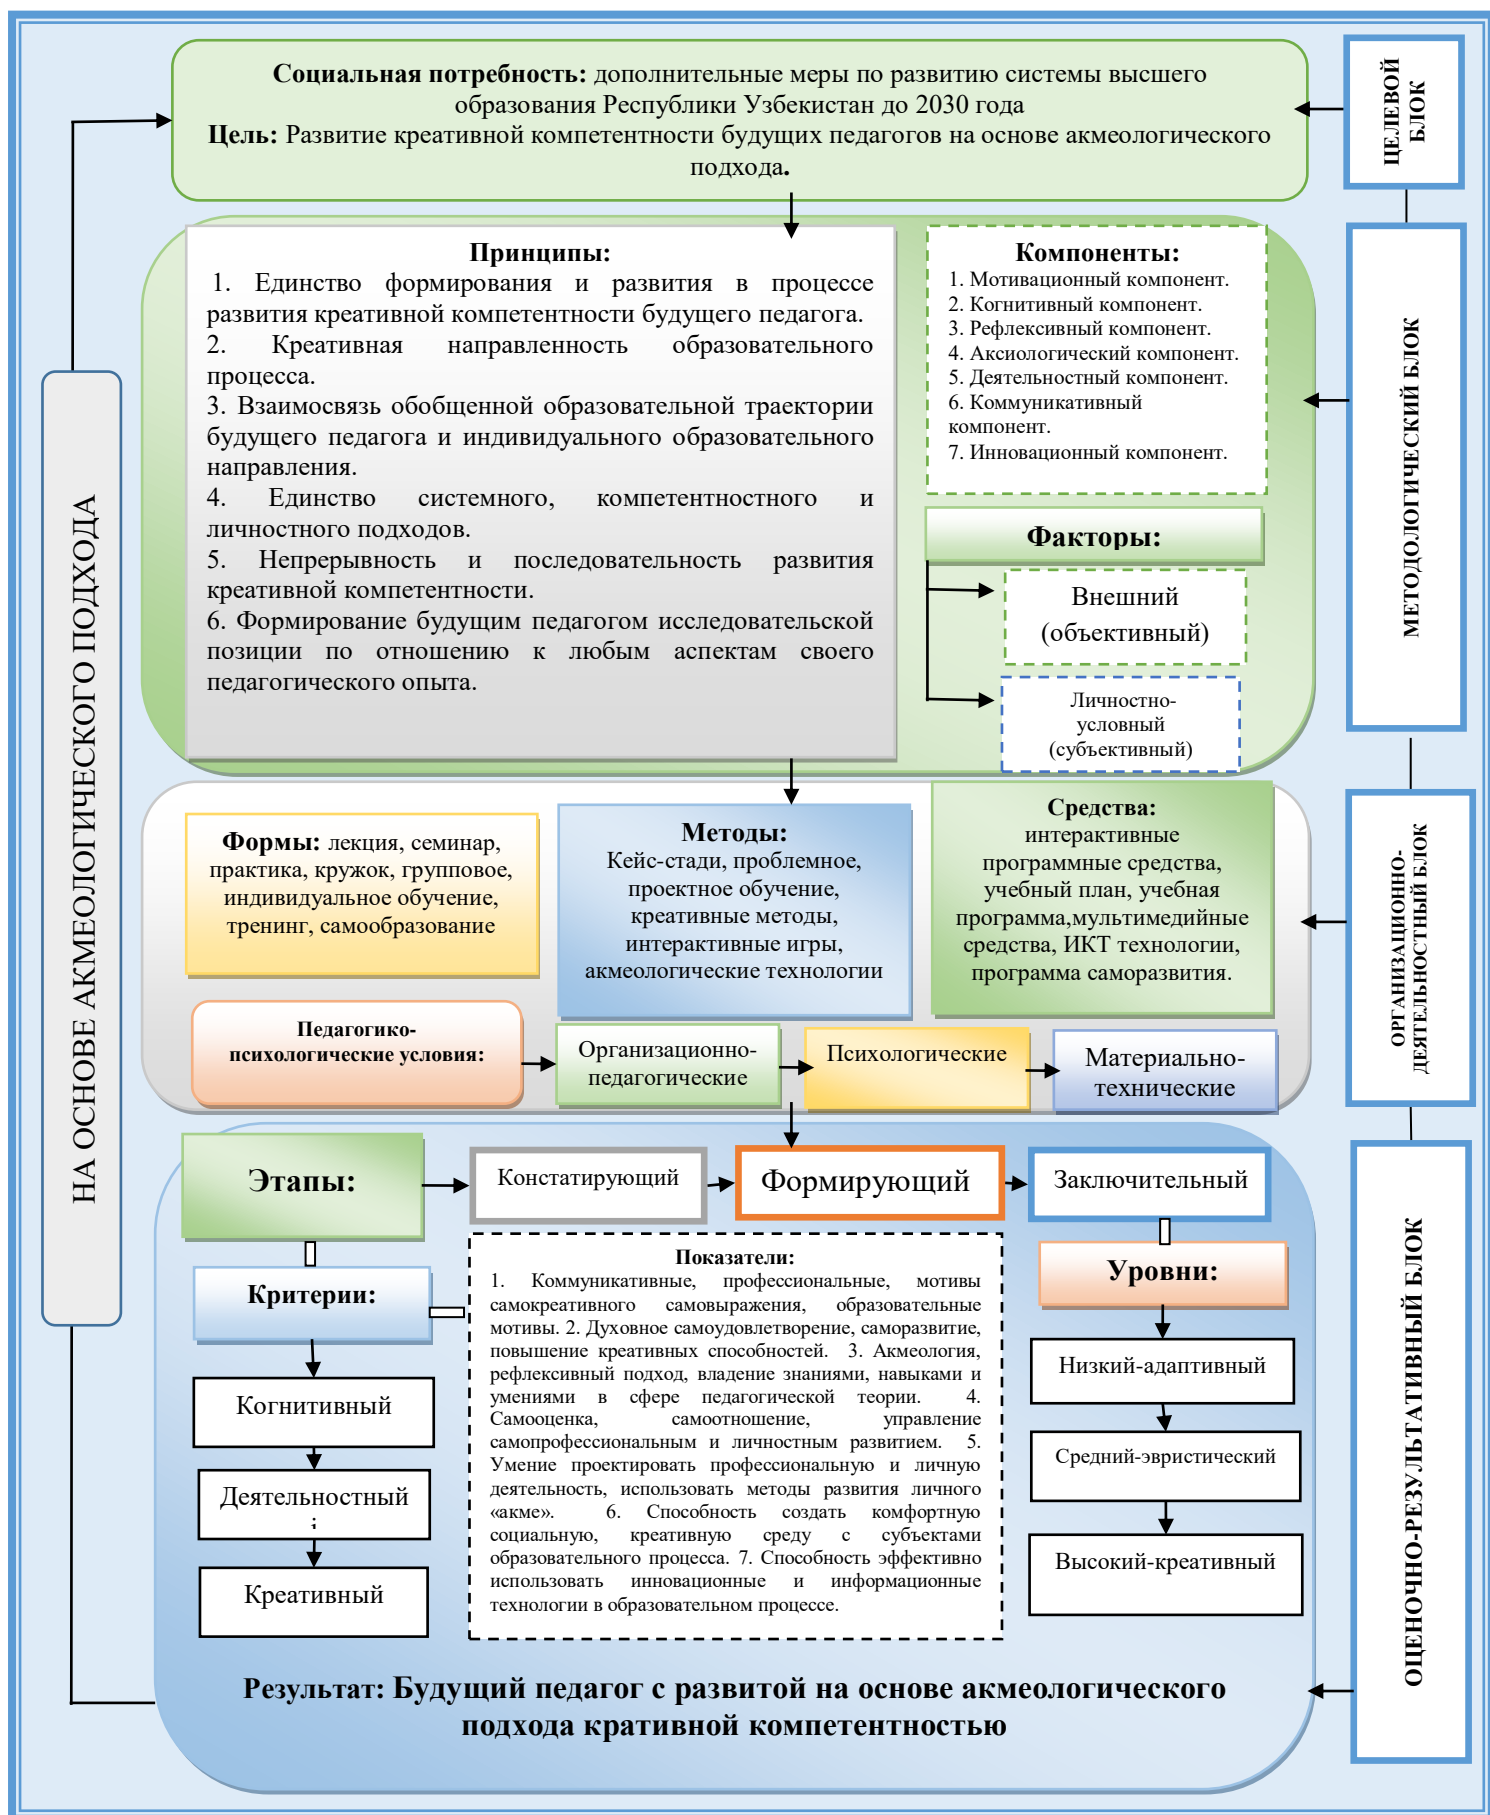 Социальная потребность: дополнительные меры по развитию системы высшего
образования Республики Узбекистан до 2030 года
Цель: Развитие креативной компетентности будущих педагогов на основе акмеологического
подхода.
ЦЕЛЕВОЙ
БЛОК
НА ОСНОВЕ АКМЕОЛОГИЧЕСКОГО ПОДХОДА
Принципы:
1. Единство формирования и развития в процессе
развития креативной компетентности будущего педагога.
2. Креативная направленность образовательного
процесса.
3. Взаимосвязь обобщенной образовательной траектории
будущего педагога и индивидуального образовательного
направления.
4. Единство системного, компетентностного и
личностного подходов.
5. Непрерывность и последовательность развития
креативной компетентности.
6. Формирование будущим педагогом исследовательской
позиции по отношению к любым аспектам своего
педагогического опыта.
Компоненты:
1. Мотивационный компонент.
2. Когнитивный компонент.
3. Рефлексивный компонент.
4. Аксиологический компонент.
5. Деятельностный компонент.
6. Коммуникативный
компонент.
7. Инновационный компонент.
Факторы:
Внешний
(объективный)
Личностно-
условный
(субъективный)
МЕТОДОЛОГИЧЕСКИЙ БЛОК
Формы: лекция, семинар,
практика, кружок, групповое,
индивидуальное обучение,
тренинг, самообразование
Методы:
Кейс-стади, проблемное,
проектное обучение,
креативные методы,
интерактивные игры,
акмеологические технологии
Средства:
интерактивные
программные средства,
учебный план, учебная
программа,мультимедийные
средства, ИКТ технологии,
программа саморазвития.
ОРГАНИЗАЦИОННО-
ДЕЯТЕЛЬНОСТНЫЙ БЛОК
Педагогико-
психологические условия:
Организационно-
педагогические
Психологические
Материально-
технические
Этапы:
Констатирующий
Формирующий
Заключительный
Критерии:
Когнитивный
Деятельностный
Креативный
Показатели:
1. Коммуникативные, профессиональные, мотивы
самокреативного самовыражения, образовательные
мотивы. 2. Духовное самоудовлетворение, саморазвитие,
повышение креативных способностей. 3. Акмеология,
рефлексивный подход, владение знаниями, навыками и
умениями в сфере педагогической теории. 4.
Самооценка, самоотношение, управление
самопрофессиональным и личностным развитием. 5.
Умение проектировать профессиональную и личную
деятельность, использовать методы развития личного
«акме». 6. Способность создать комфортную
социальную, креативную среду с субъектами
образовательного процесса. 7. Способность эффективно
использовать инновационные и информационные
технологии в образовательном процессе.
Уровни:
Низкий-адаптивный
Средний-эвристический
Высокий-креативный
ОЦЕНОЧНО-РЕЗУЛЬТАТИВНЫЙ БЛОК
Результат: Будущий педагог с развитой на основе акмеологического
подхода кративной компетентностью